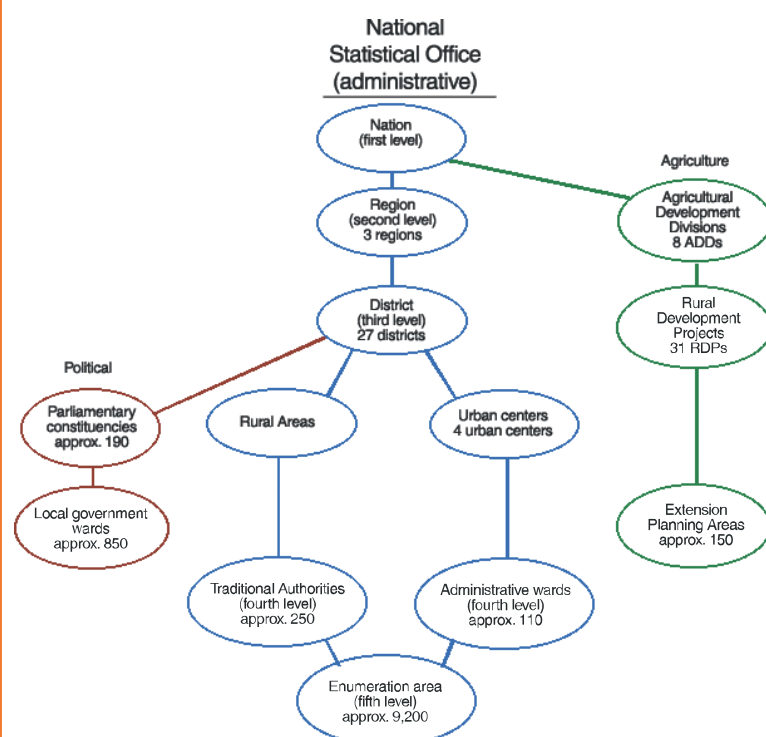 National
Statistical Office
(administrative)
Nation
(first level)
Agriculture
Region
(second level)
3 regions
Agricultural
Development
Divisions
8 ADDs
District
(third level)
27 districts
Rural
Development
Projects
31 RDPs
Political
Parliamentary
constituencies
approx. 190
Rural Areas
Urban centers
4 urban centers
Local government
wards
approx. 850
Extension
Planning Areas
approx. 150
Traditional Authorities
(fourth level)
approx. 250
Administrative wards
(fourth level)
approx. 110
Enumeration area
(fifth level)
approx. 9,200